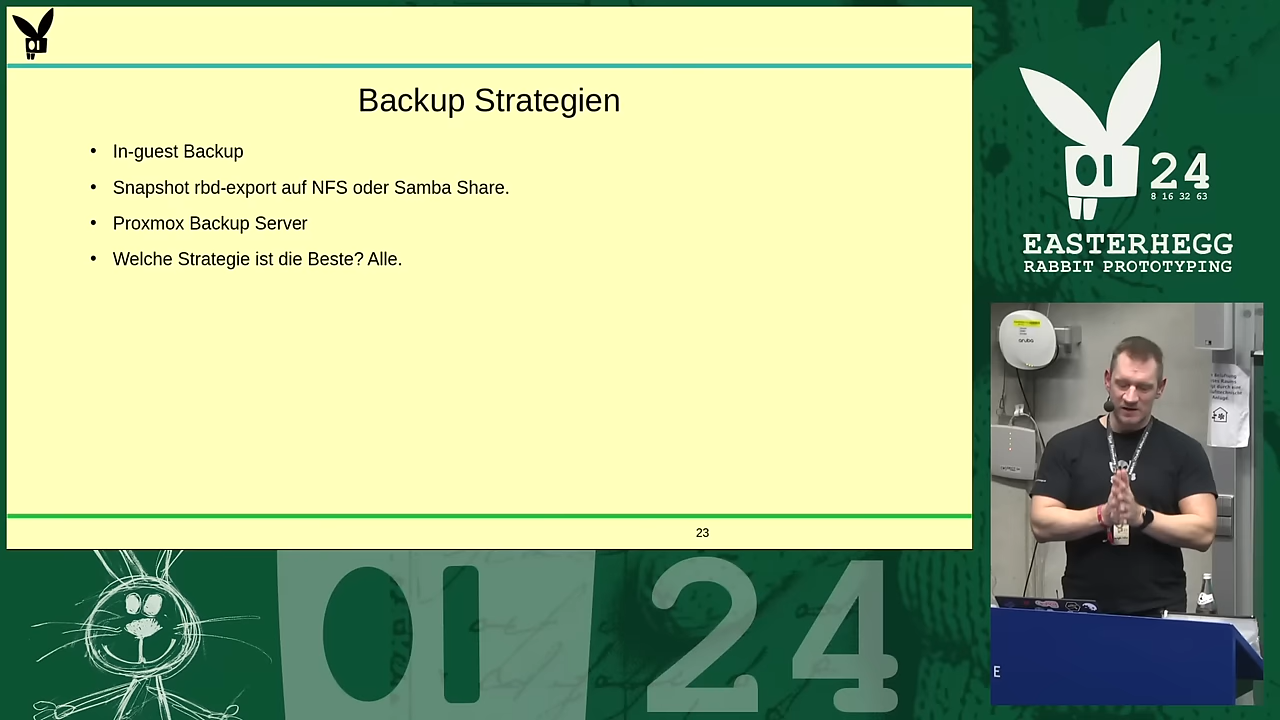 Backup Strategien
• In-guest Backup
• Snapshot rbd-export auf NFS oder Samba Share.
• Proxmox Backup Server
• Welche Strategie ist die Beste? Alle.
23
24
8 16 32 63
EASTERHEGG
RABBIT PROTOTYPING
aruba
E
24